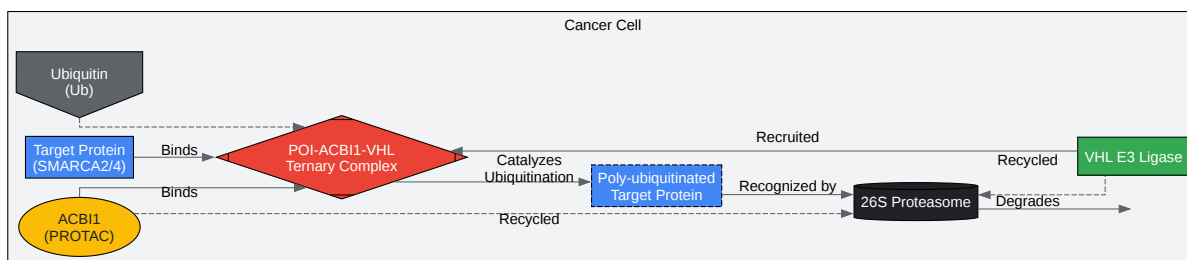 Cancer Cell
Ubiquitin
(Ub)
Target Protein
(SMARCA2/4)
Binds
POI-ACBI1-VHL
Ternary Complex
Recruited
VHL E3 Ligase
Recycled
Catalyzes
Ubiquitination
Poly-ubiquitinated
Target Protein
Recognized by
26S Proteasome
Degrades
Binds
ACBI1
(PROTAC)
Recycled